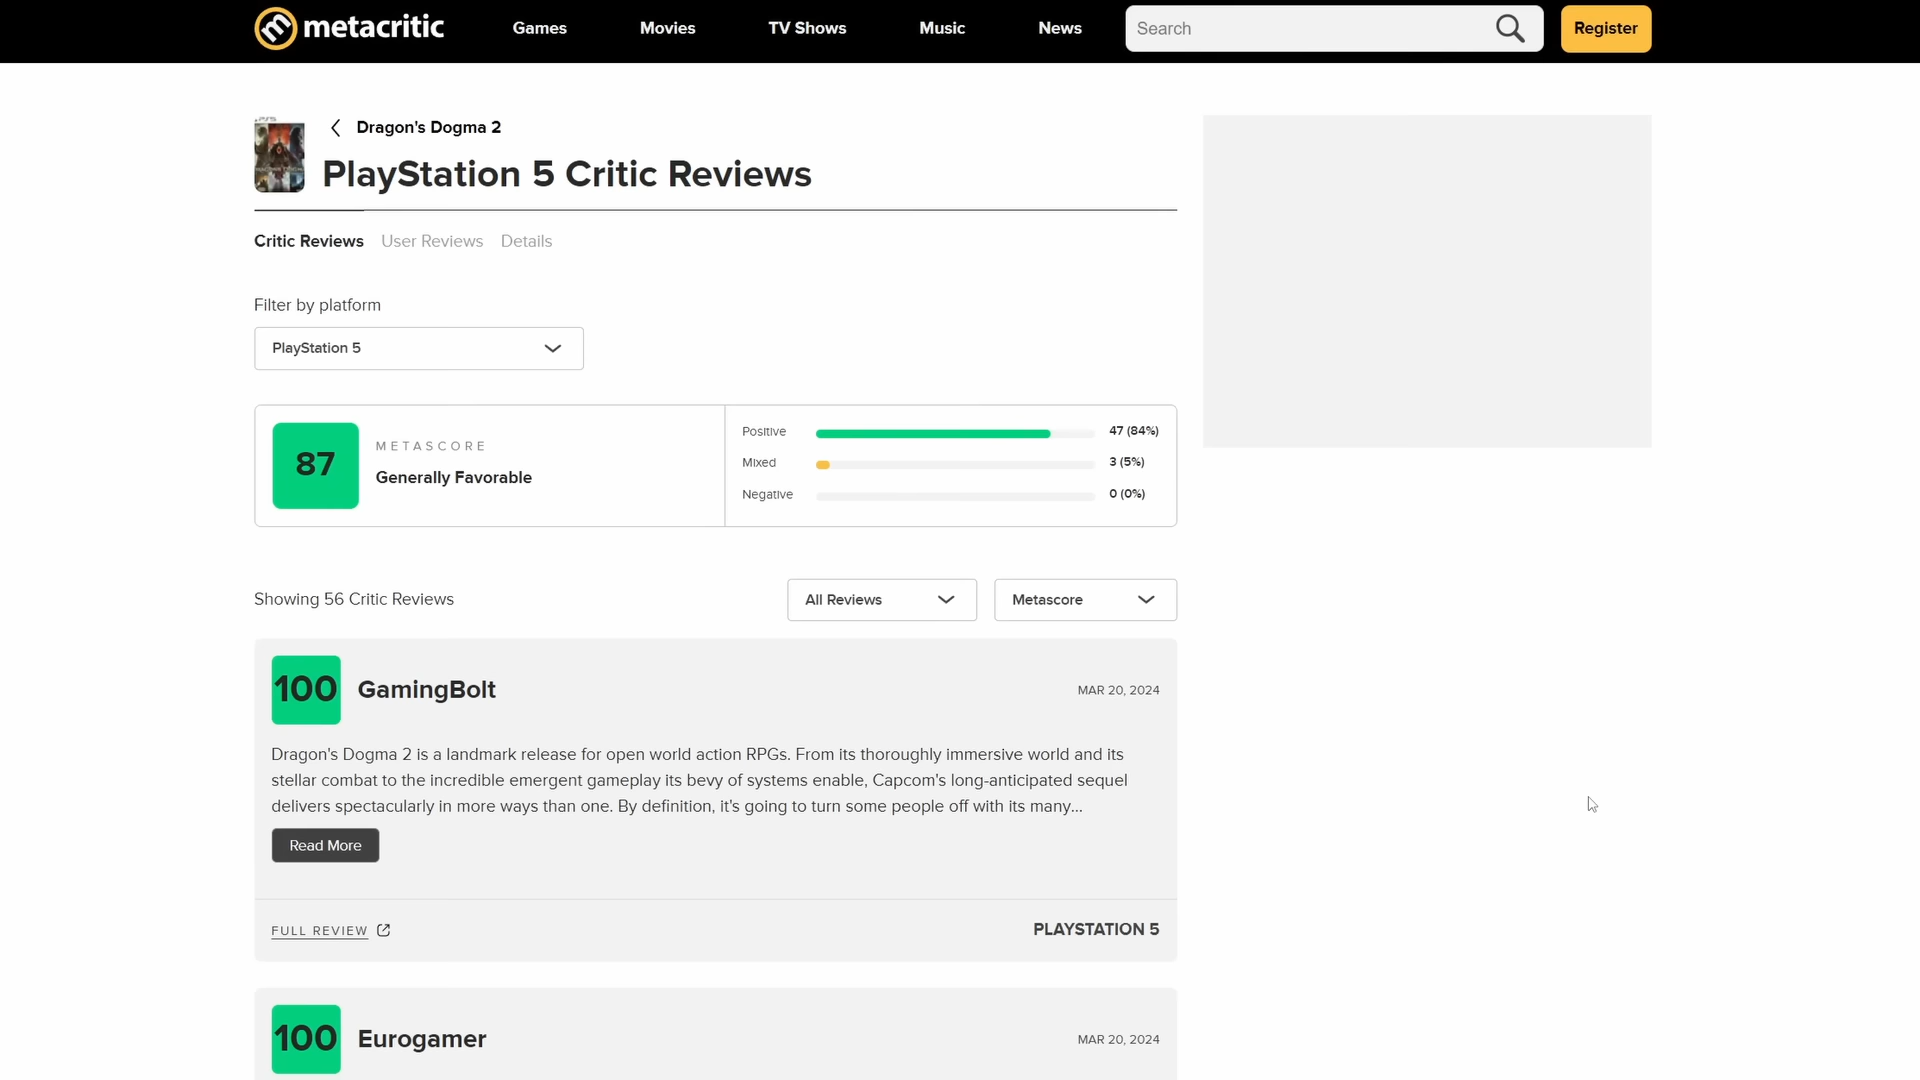 metacritic
Games
Movies
TV Shows
Music
News
Search
Register
Dragon's Dogma 2
PlayStation 5 Critic Reviews
Critic Reviews
User Reviews
Details
Filter by platform
PlayStation 5
87
METASCORE
Generally Favorable
Positive
47 (84%)
Mixed
3 (5%)
Negative
0 (0%)
Showing 56 Critic Reviews
All Reviews
Metascore
100
GamingBolt
MAR 20, 2024
Dragon's Dogma 2 is a landmark release for open world action RPGs. From its thoroughly immersive world and its
stellar combat to the incredible emergent gameplay its bevy of systems enable, Capcom's long-anticipated sequel
delivers spectacularly in more ways than one. By definition, it's going to turn some people off with its many...
Read More
FULL REVIEW
PLAYSTATION 5
100
Eurogamer
MAR 20, 2024